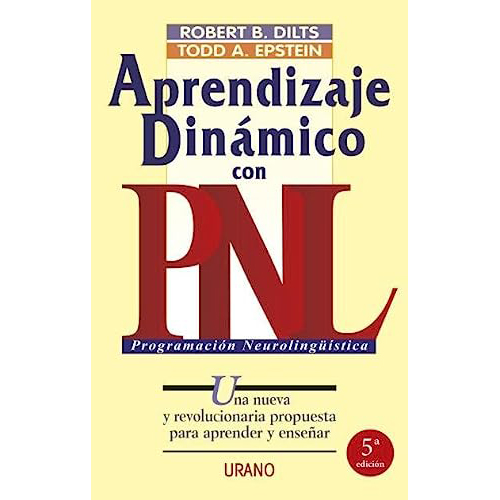 ROBERT B. DILTS
TODD A. EPSTEIN
Aprendizaje
Dinámico
con
PNL
Programación Neurolingüística
Una nueva
y revolucionaria propuesta
para aprender y enseñar
5ª
edición
URANO